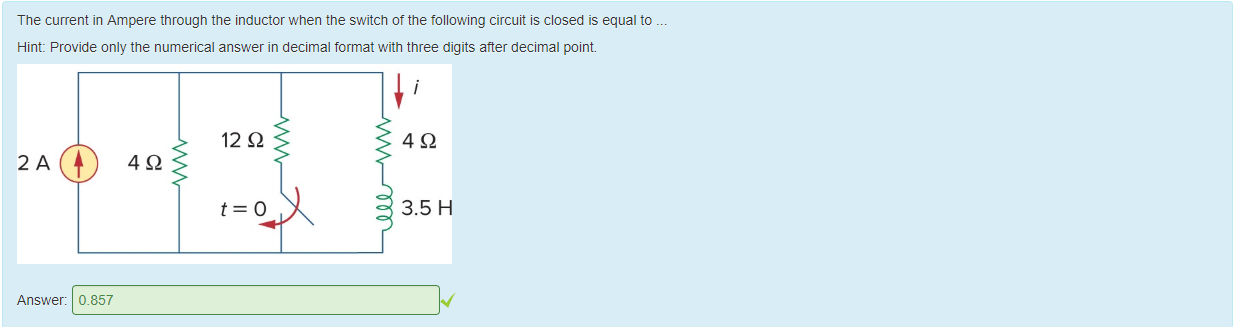 The current in Ampere through the inductor when the switch of the following circuit is closed is equal to ...
Hint: Provide only the numerical answer in decimal format with three digits after decimal point.
i
12 Ω
4 Ω
2 A
4 Ω
t = 0
3.5 H
Answer: 0.857